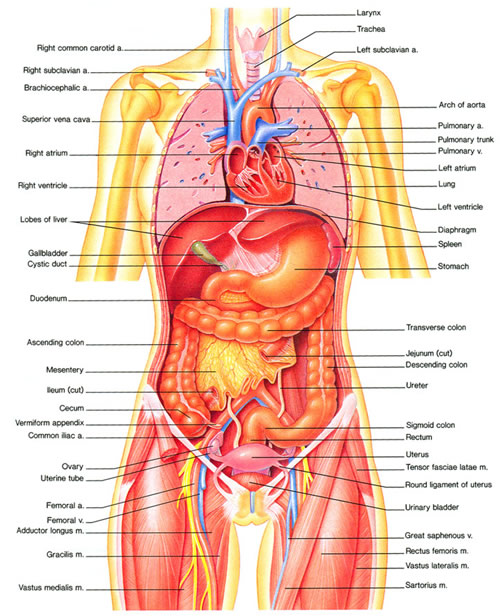 Larynx
Trachea
Right common carotid a.
Left subclavian a.
Right subclavian a.
Brachiocephalic a.
Arch of aorta
Superior vena cava
Pulmonary a.
Pulmonary trunk
Right atrium
Pulmonary v.
Left atrium
Right ventricle
Lung
Left ventricle
Lobes of liver
Diaphragm
Spleen
Gallbladder
Cystic duct
Stomach
Duodenum
Transverse colon
Ascending colon
Jejunum (cut)
Descending colon
Mesentery
Ileum (cut)
Ureter
Cecum
Vermiform appendix
Sigmoid colon
Common iliac a.
Rectum
Uterus
Ovary
Tensor fasciae latae m.
Uterine tube
Round ligament of uterus
Femoral a.
Urinary bladder
Femoral v.
Adductor longus m.
Great saphenous v.
Gracilis m.
Rectus femoris m.
Vastus lateralis m.
Vastus medialis m.
Sartorius m.